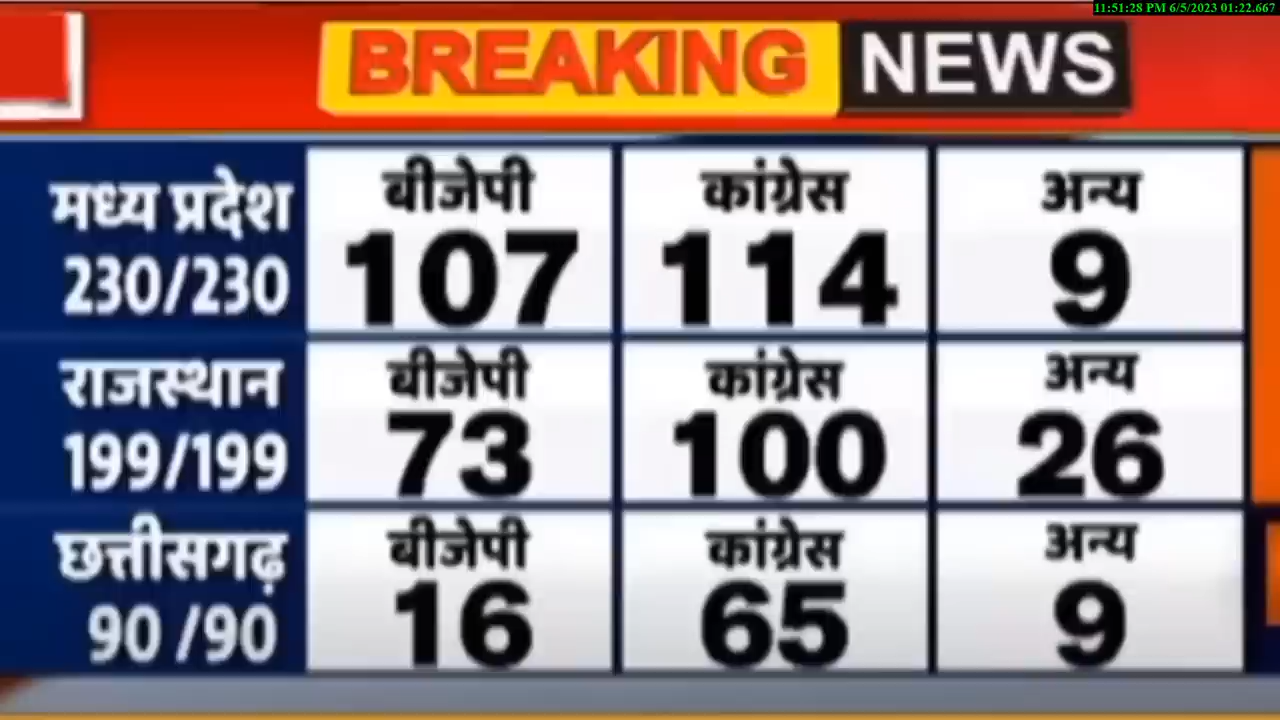 11:51:28 PM 6/5/2023 01:22.667
BREAKING NEWS
मध्य प्रदेश
230/230
बीजेपी
107
कांग्रेस
114
अन्य
9
राजस्थान
199/199
बीजेपी
73
कांग्रेस
100
अन्य
26
छत्तीसगढ़
90 /90
बीजेपी
16
कांग्रेस
65
अन्य
9